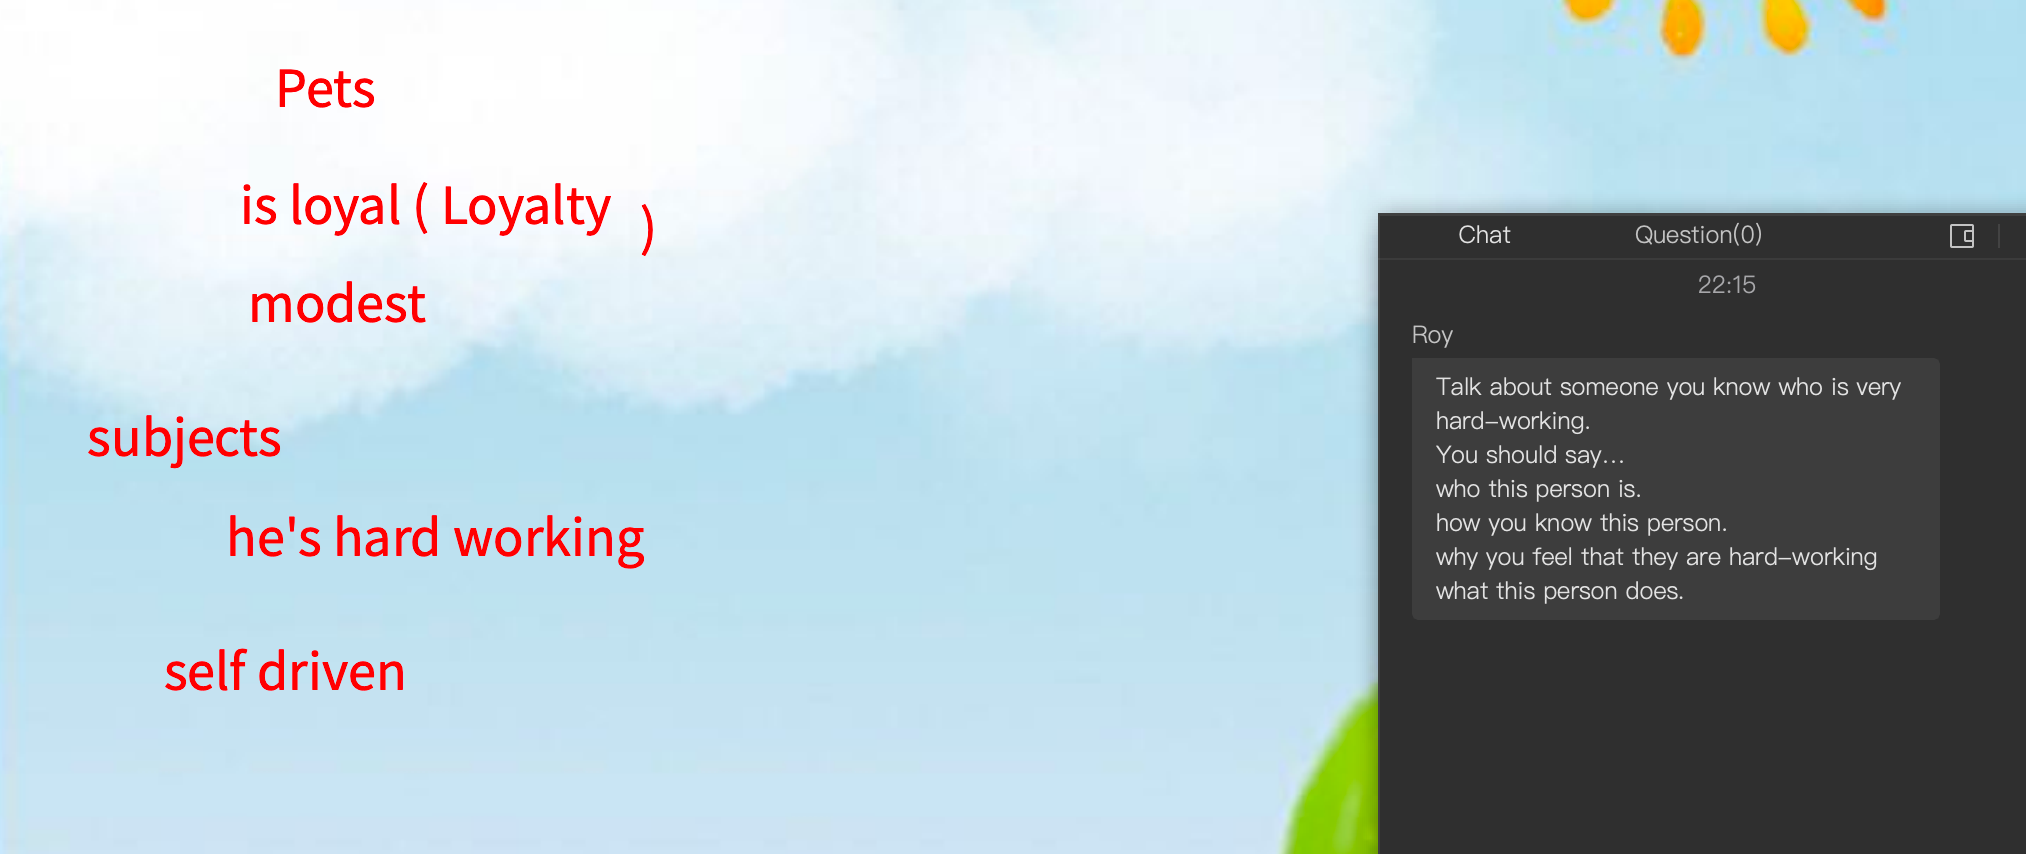 Pets
is loyal ( Loyalty )
modest
subjects
he's hard working
self driven
Chat Question(0)
22:15
Roy
Talk about someone you know who is very
hard-working.
You should say...
who this person is.
how you know this person.
why you feel that they are hard-working
what this person does.